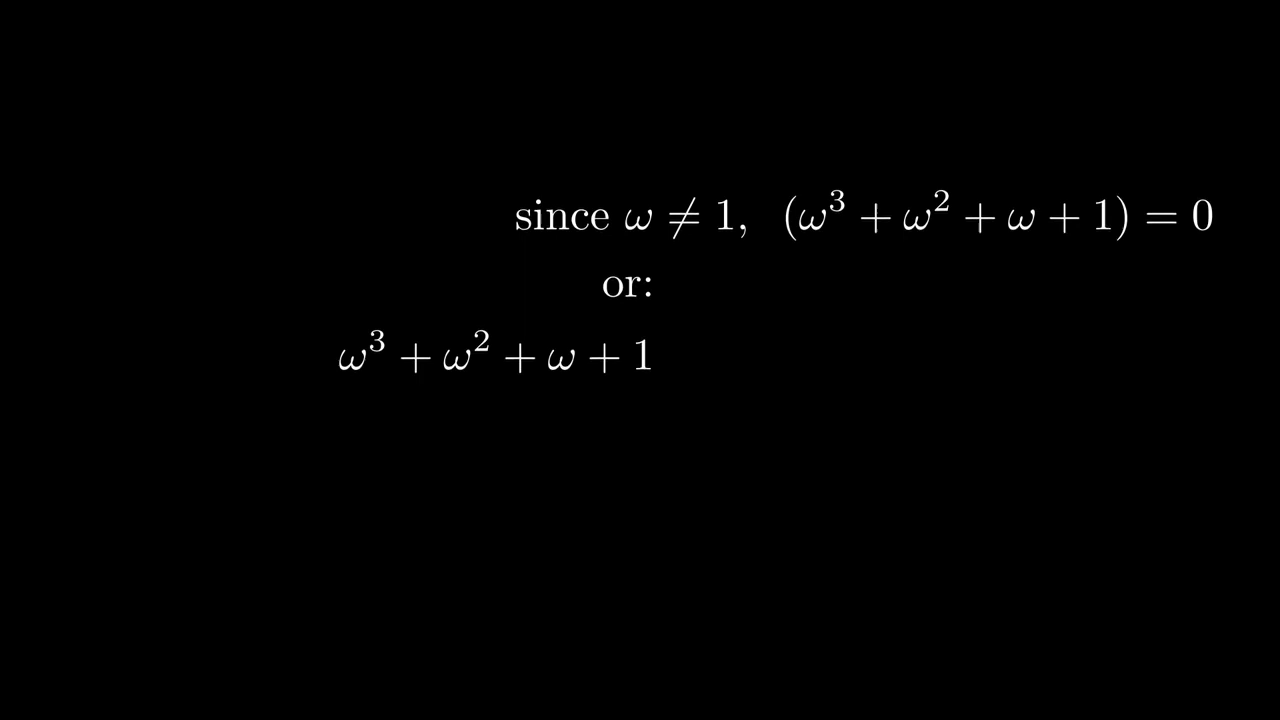 since ω ≠ 1, (ω³ + ω² + ω + 1) = 0
or:
ω³ + ω² + ω + 1